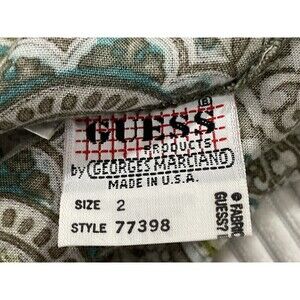 GUESS®
PRODUCTS
by GEORGES MARCIANO
MADE IN U.S.A.
SIZE 2
STYLE 77398
© FABRIC
GUESS?